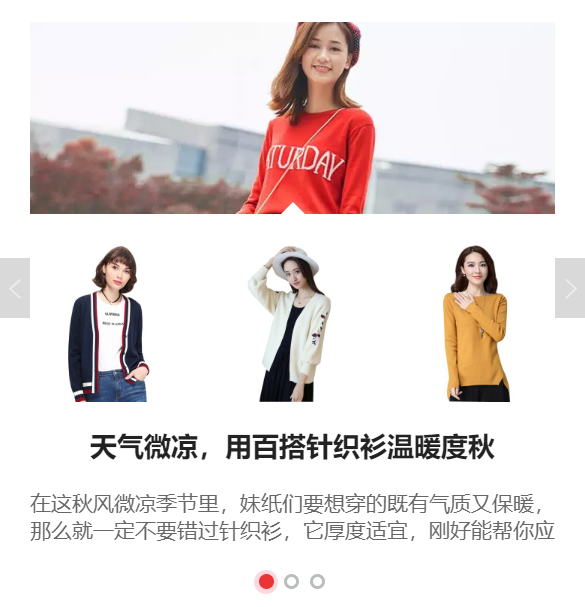 ATURDAY
天气微凉，用百搭针织衫温暖度秋
在这秋风微凉季节里，妹纸们要想穿的既有气质又保暖，
那么就一定不要错过针织衫，它厚度适宜，刚好能帮你应